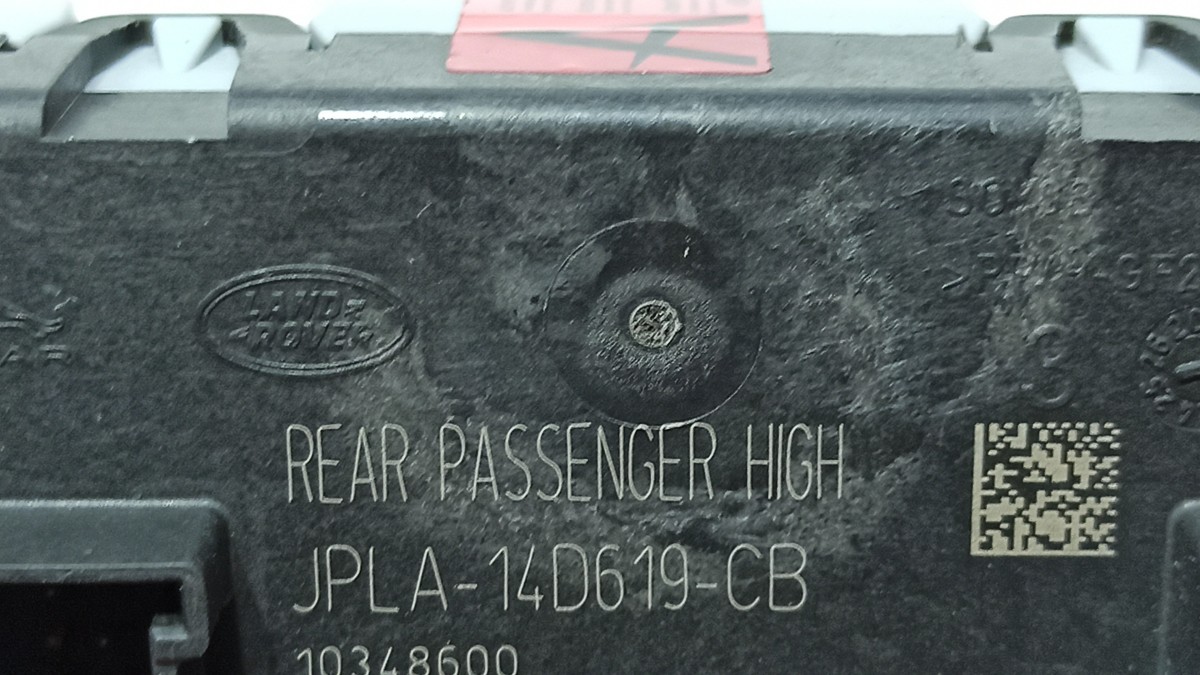 LAND-
-ROVER
REAR PASSENGER HIGH
JPLA-14D619-CB
10348600